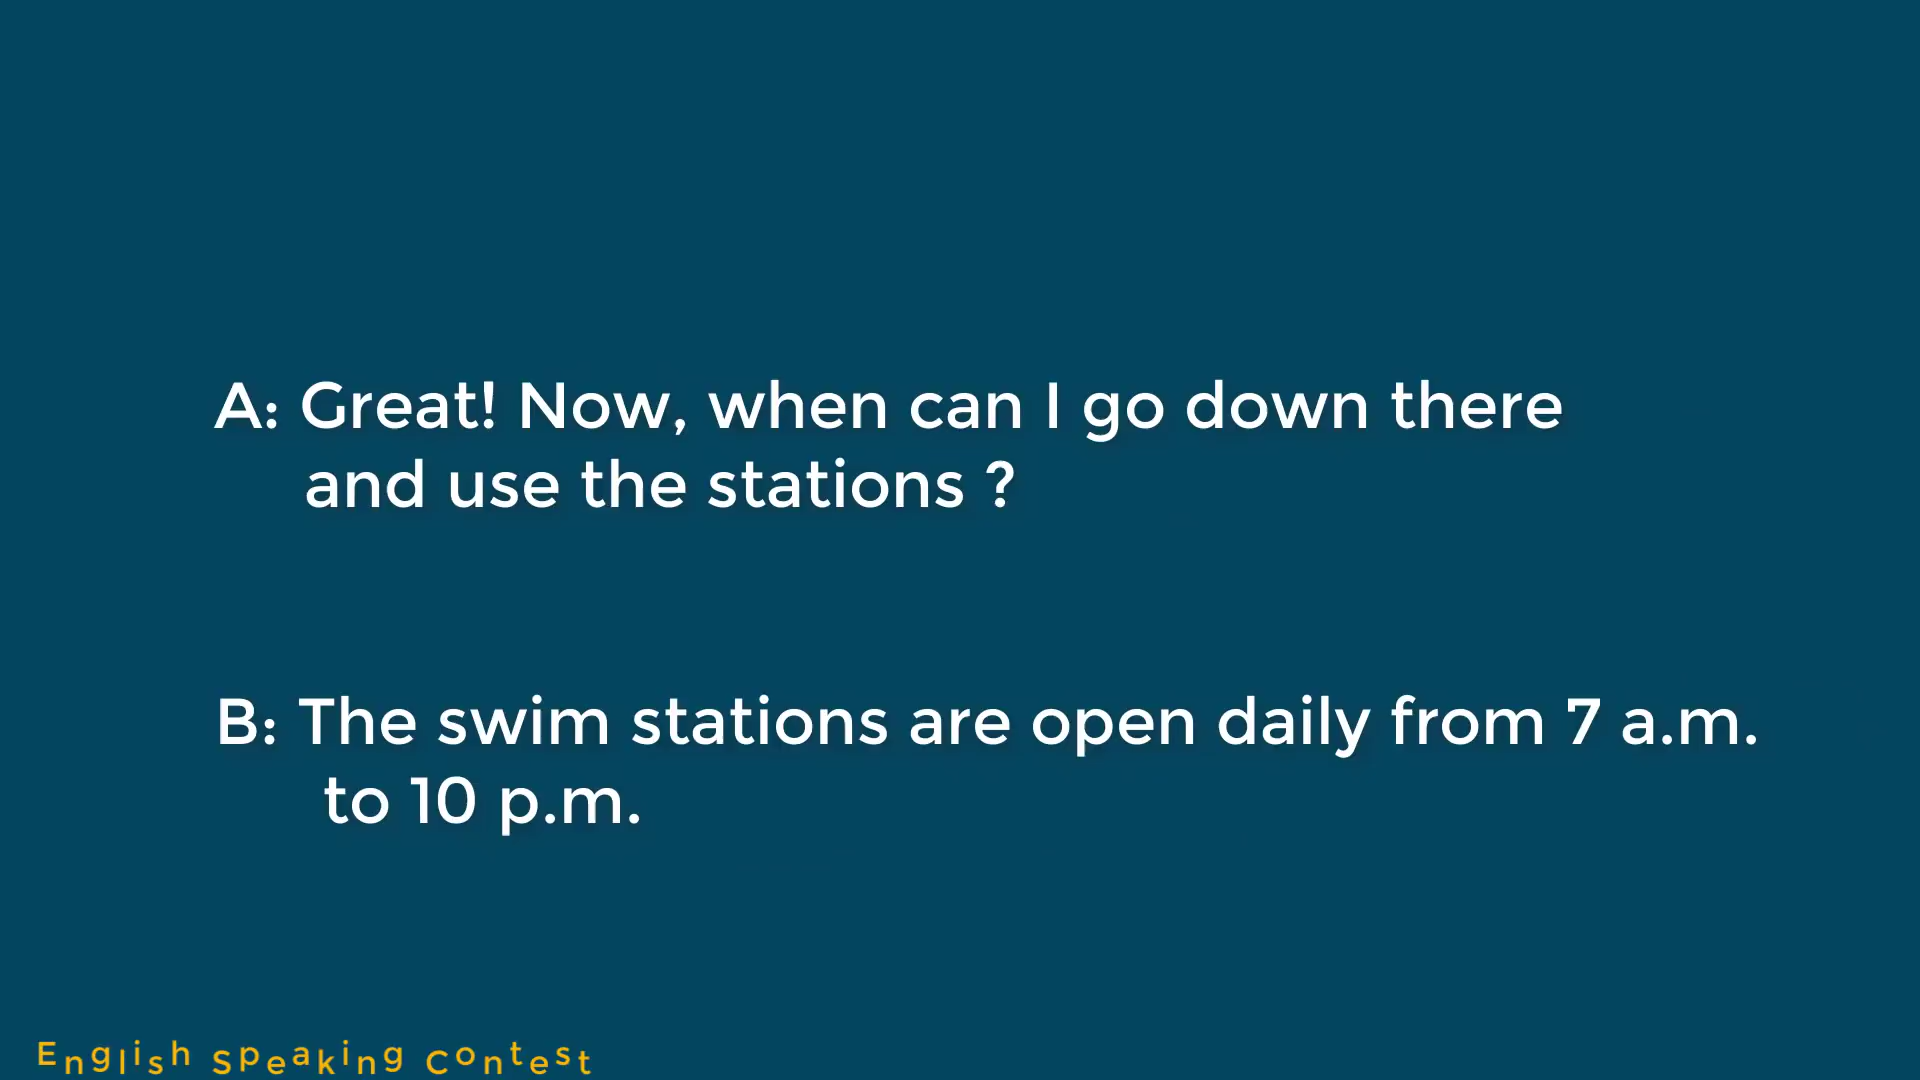 A: Great! Now, when can I go down there
and use the stations ?
B: The swim stations are open daily from 7 a.m.
to 10 p.m.
English Speaking Contest